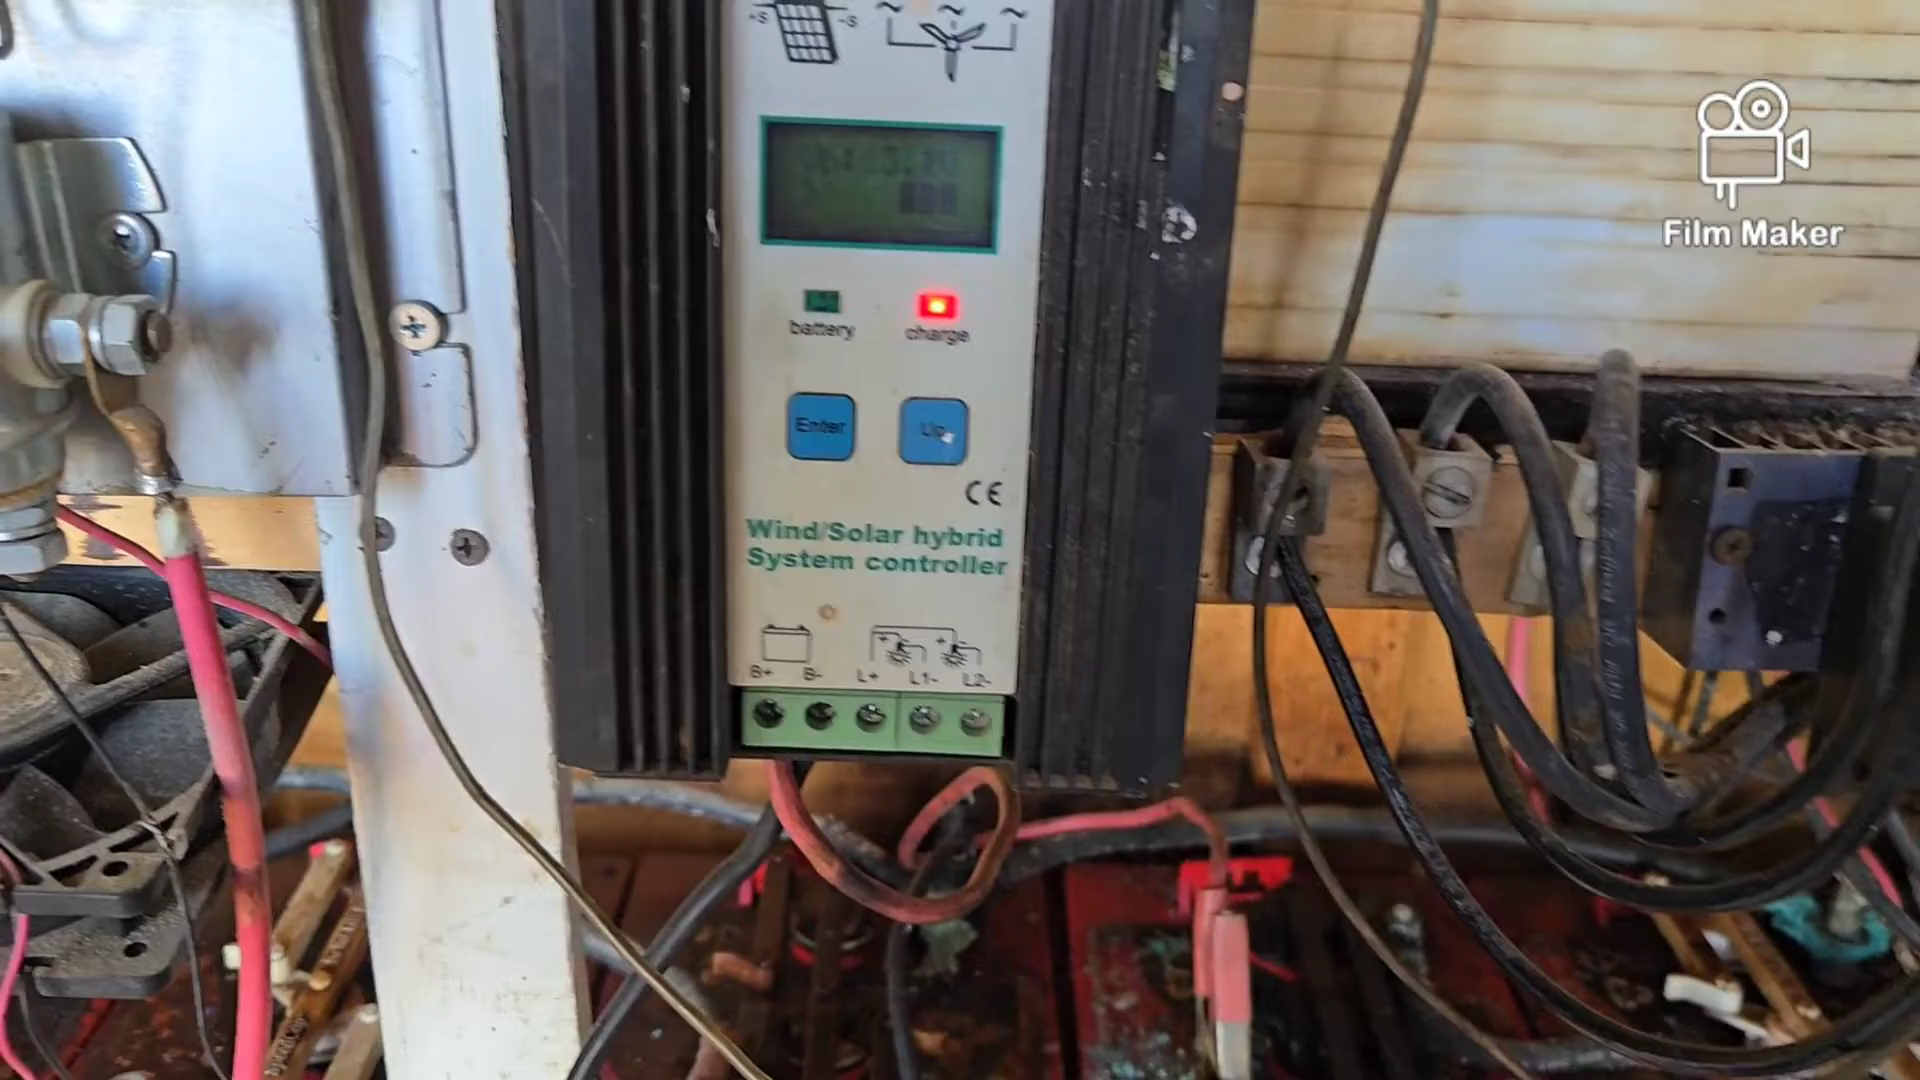 +S -S
Film Maker
battery charge
Enter Up
CE
Wind/Solar hybrid
System controller
B+ B- L+ L1- L2-